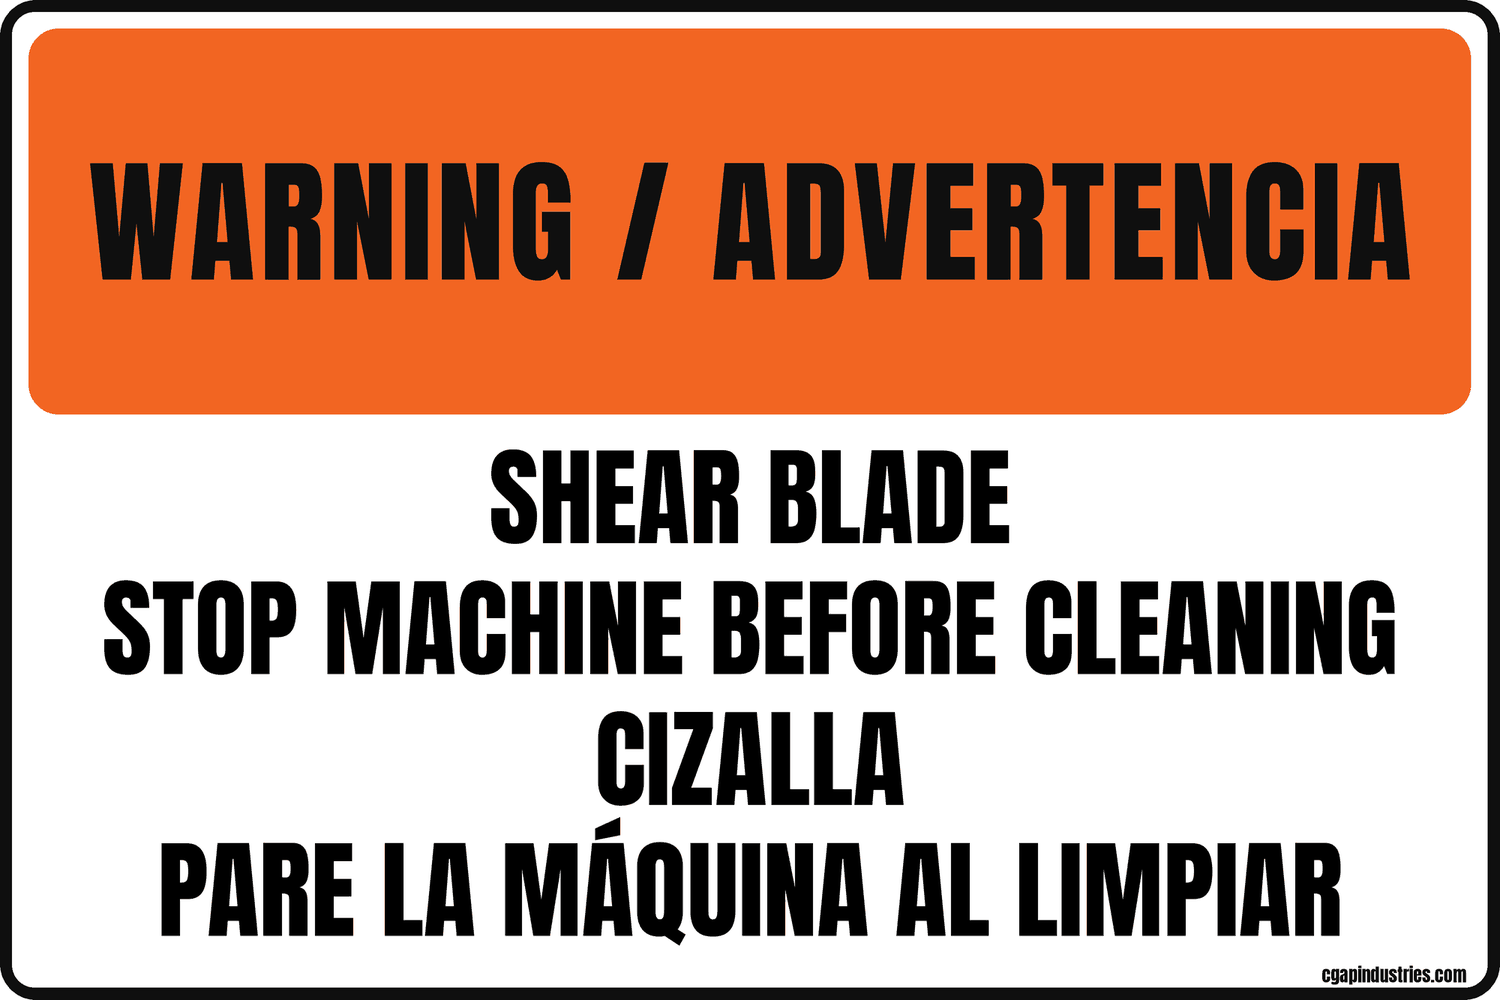 WARNING / ADVERTENCIA
SHEAR BLADE
STOP MACHINE BEFORE CLEANING
CIZALLA
PARE LA MÁQUINA AL LIMPIAR
cgapindustries.com